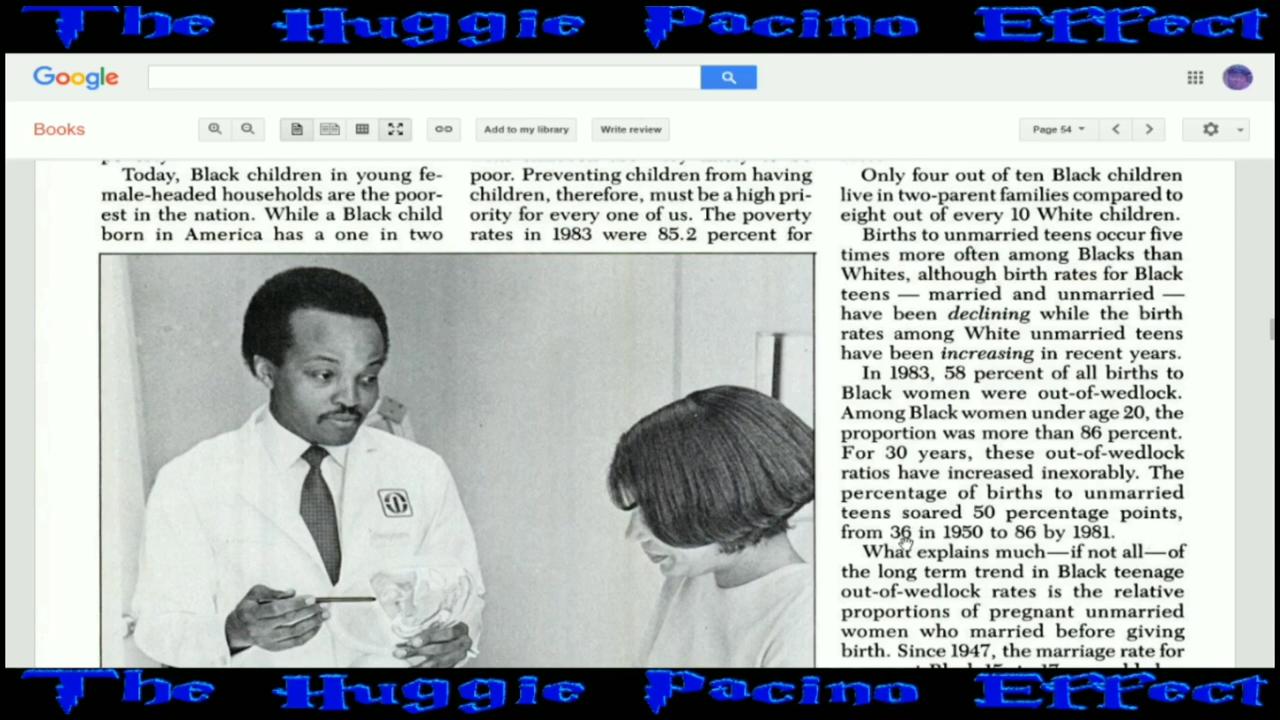 The Huggie Pacino Effect
Google
Books
Add to my library
Write review
Page 54
Today, Black children in young fe-
male-headed households are the poor-
est in the nation. While a Black child
born in America has a one in two
poor. Preventing children from having
children, therefore, must be a high pri-
ority for every one of us. The poverty
rates in 1983 were 85.2 percent for
Only four out of ten Black children
live in two-parent families compared to
eight out of every 10 White children.
Births to unmarried teens occur five
times more often among Blacks than
Whites, although birth rates for Black
teens — married and unmarried —
have been declining while the birth
rates among White unmarried teens
have been increasing in recent years.
In 1983, 58 percent of all births to
Black women were out-of-wedlock.
Among Black women under age 20, the
proportion was more than 86 percent.
For 30 years, these out-of-wedlock
ratios have increased inexorably. The
percentage of births to unmarried
teens soared 50 percentage points,
from 36 in 1950 to 86 by 1981.
What explains much—if not all—of
the long term trend in Black teenage
out-of-wedlock rates is the relative
proportions of pregnant unmarried
women who married before giving
birth. Since 1947, the marriage rate for
The Huggie Pacino Effect